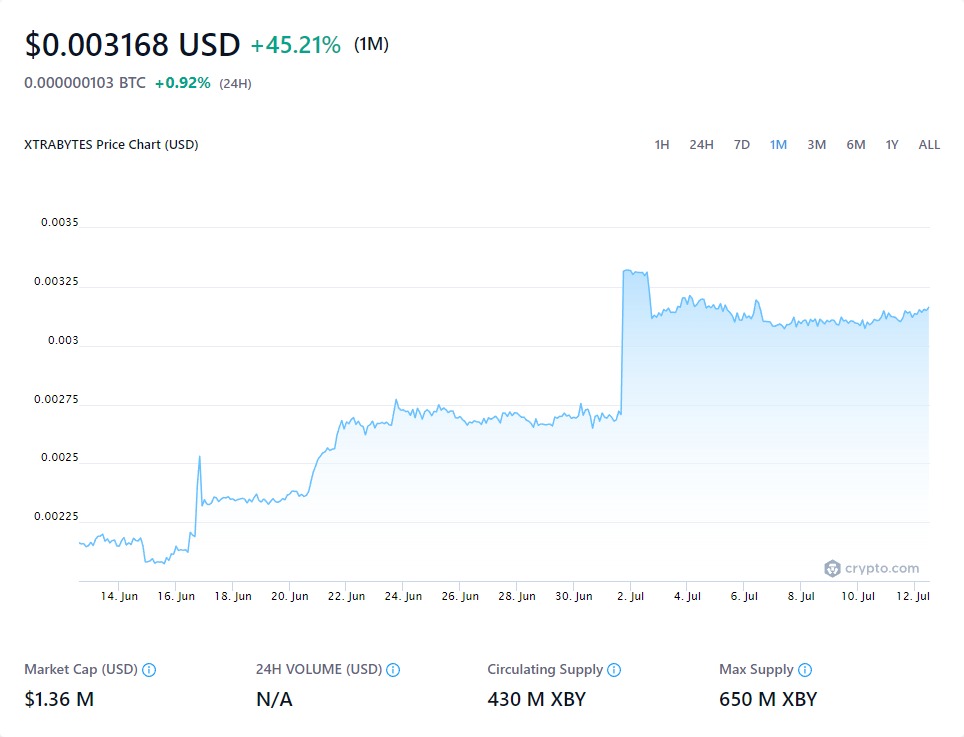 $0.003168 USD +45.21% (1M)
0.000000103 BTC +0.92% (24H)
XTRABYTES Price Chart (USD) 1H 24H 7D 1M 3M 6M 1Y ALL
0.0035
0.00325
0.003
0.00275
0.0025
0.00225
crypto.com
14. Jun 16. Jun 18. Jun 20. Jun 22. Jun 24. Jun 26. Jun 28. Jun 30. Jun 2. Jul 4. Jul 6. Jul 8. Jul 10. Jul 12. Jul
Market Cap (USD) 24H VOLUME (USD) Circulating Supply Max Supply
$1.36 M N/A 430 M XBY 650 M XBY